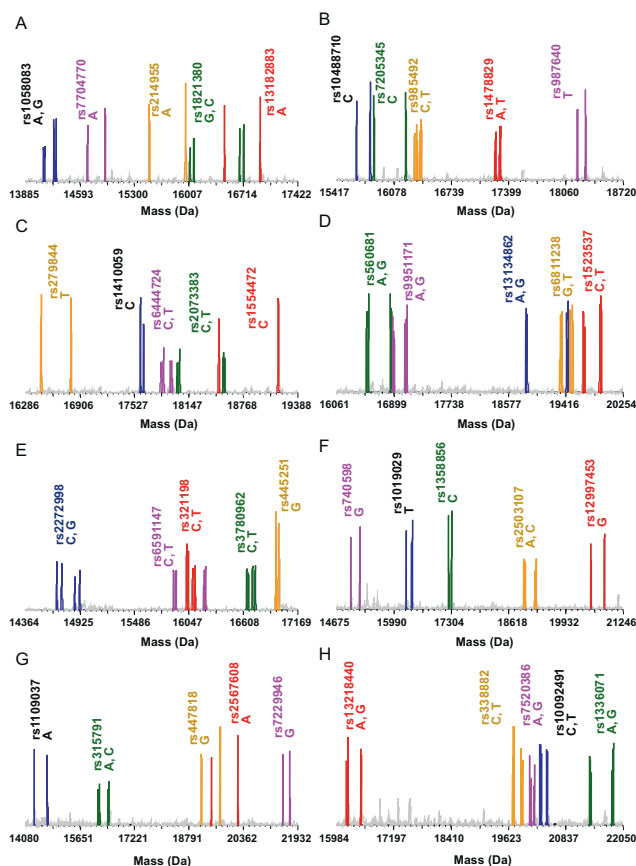 A
rs1058083
A, G
rs7704770
A
rs214955
A
rs1821380
G, C
rs13182883
A
13885 14593 15300 16007 16714 17422
Mass (Da)
B
rs10488710
C
rs7205345
C
rs985492
C, T
rs1478829
A, T
rs987640
T
15417 16078 16739 17399 18060 18720
Mass (Da)
C
rs279844
T
rs1410059
C
rs6444724
C, T
rs2073383
C, T
rs1554472
C
16286 16906 17527 18147 18768 19388
Mass (Da)
D
rs560681
A, G
rs9951171
A, G
rs13134862
A, G
rs6811238
G, T
rs1523537
C, T
16061 16899 17738 18577 19416 20254
Mass (Da)
E
rs2272998
C, G
rs6591147
C, T
rs321198
C, T
rs3780962
C, T
rs445251
G
14364 14925 15486 16047 16608 17169
Mass (Da)
F
rs740598
G
rs1019029
T
rs1358856
C
rs2503107
A, C
rs12997453
G
14675 15990 17304 18618 19932 21246
Mass (Da)
G
rs1109037
A
rs315791
A, C
rs447818
G
rs2567608
A
rs7229946
G
14080 15651 17221 18791 20362 21932
Mass (Da)
H
rs13218440
A, G
rs338882
C, T
rs7520386
A, G
rs10092491
C, T
rs1336071
A, G
15984 17197 18410 19623 20837 22050
Mass (Da)